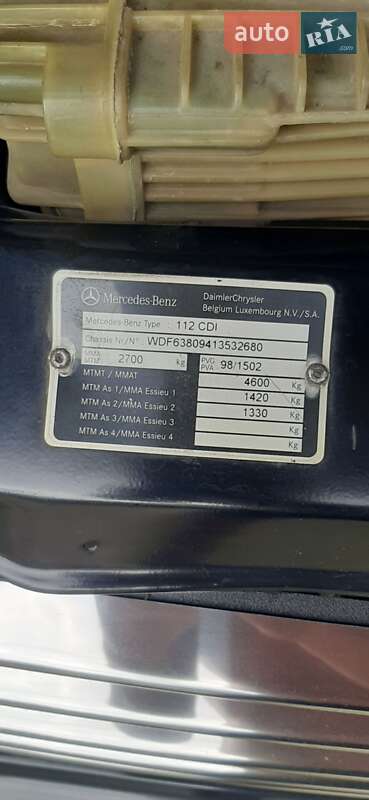 auto RIA
.com
Mercedes-Benz
DaimlerChrysler
Belgium Luxembourg N.V./S.A.
Mercedes-Benz Type : 112 CDI
Chassis Nr/N° WDF63809413532680
MMA
MTM 2700 kg PVG
PVA 98/1502
MTMT / MMAT 4600 Kg
MTM As 1/MMA Essieu 1 1420 Kg
MTM As 2/MMA Essieu 2 1330 Kg
MTM As 3/MMA Essieu 3 Kg
MTM As 4/MMA Essieu 4 Kg